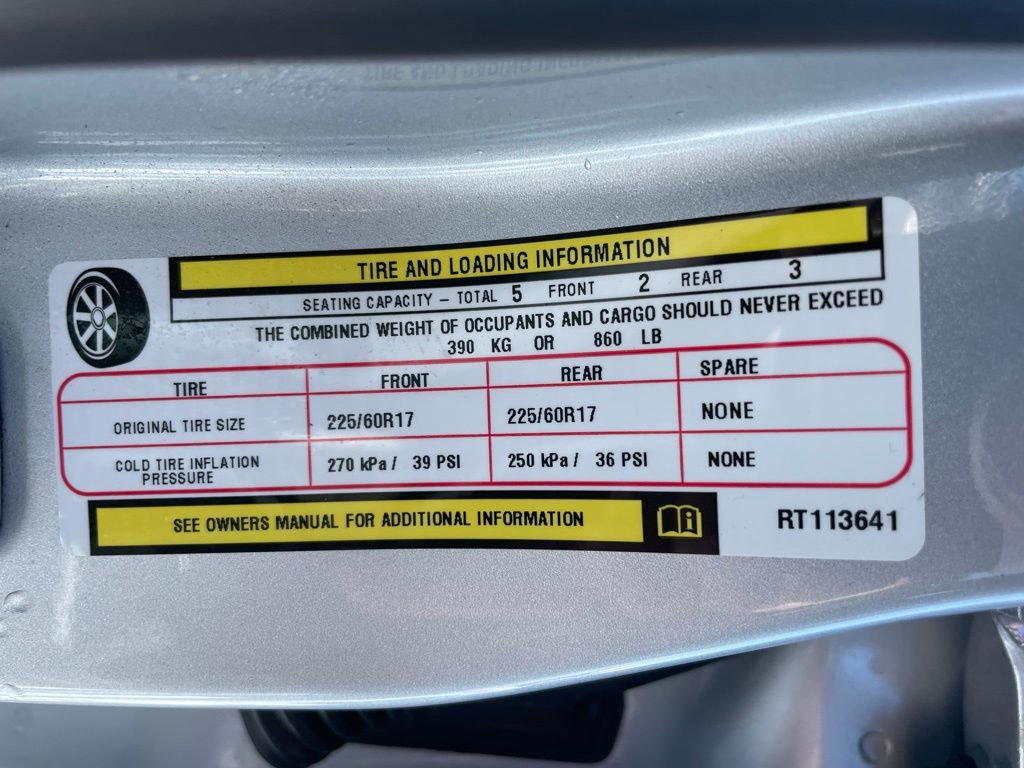 TIRE AND LOADING INFORMATION
SEATING CAPACITY – TOTAL 5 FRONT 2 REAR 3
THE COMBINED WEIGHT OF OCCUPANTS AND CARGO SHOULD NEVER EXCEED
390 KG OR 860 LB
TIRE FRONT REAR SPARE
ORIGINAL TIRE SIZE 225/60R17 225/60R17 NONE
COLD TIRE INFLATION PRESSURE 270 kPa / 39 PSI 250 kPa / 36 PSI NONE
SEE OWNERS MANUAL FOR ADDITIONAL INFORMATION
RT113641